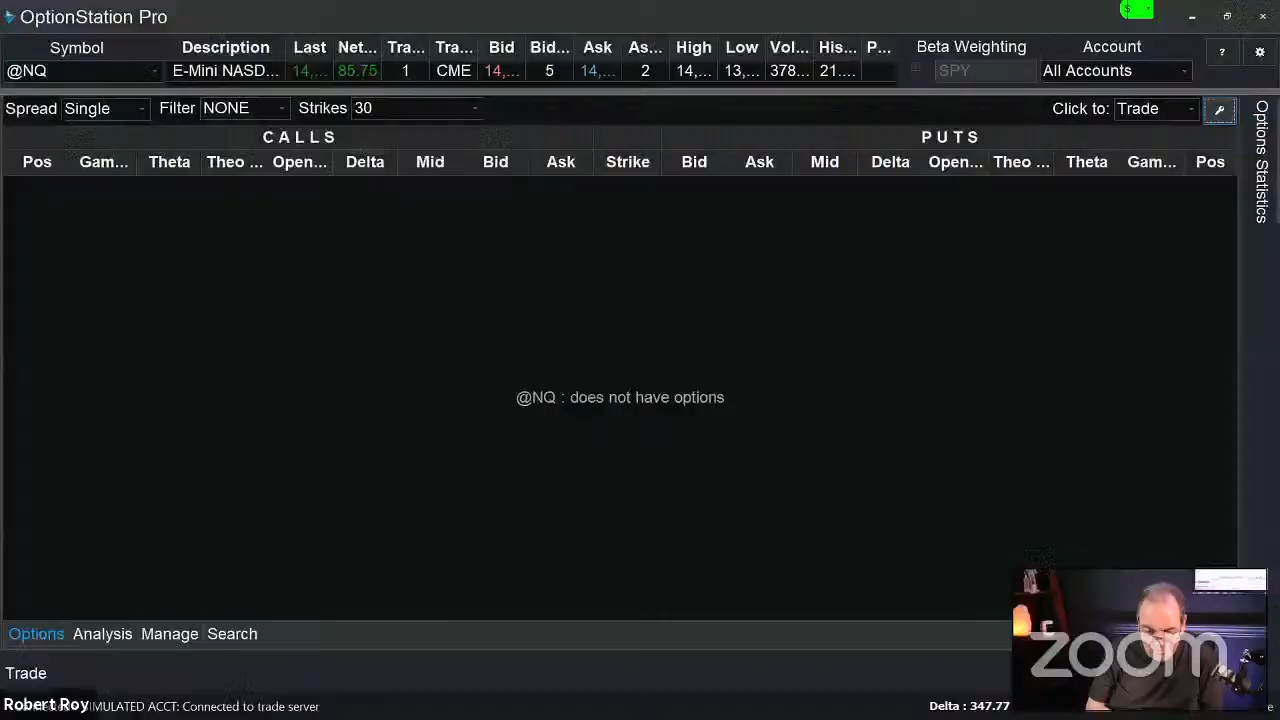 OptionStation Pro
$
Symbol Description Last Net... Tra... Tra... Bid Bid... Ask As... High Low Vol... His... P... Beta Weighting Account
@NQ E-Mini NASD... 14,... 85.75 1 CME 14,... 5 14,... 2 14,... 13,... 378... 21.... SPY All Accounts
?
Spread Single Filter NONE Strikes 30 Click to: Trade
CALLS PUTS
Pos Gam... Theta Theo ... Open... Delta Mid Bid Ask Strike Bid Ask Mid Delta Open... Theo ... Theta Gam... Pos
Options Statistics
@NQ : does not have options
Options Analysis Manage Search
zoom
Trade
Robert Roy SIMULATED ACCT: Connected to trade server Delta : 347.77